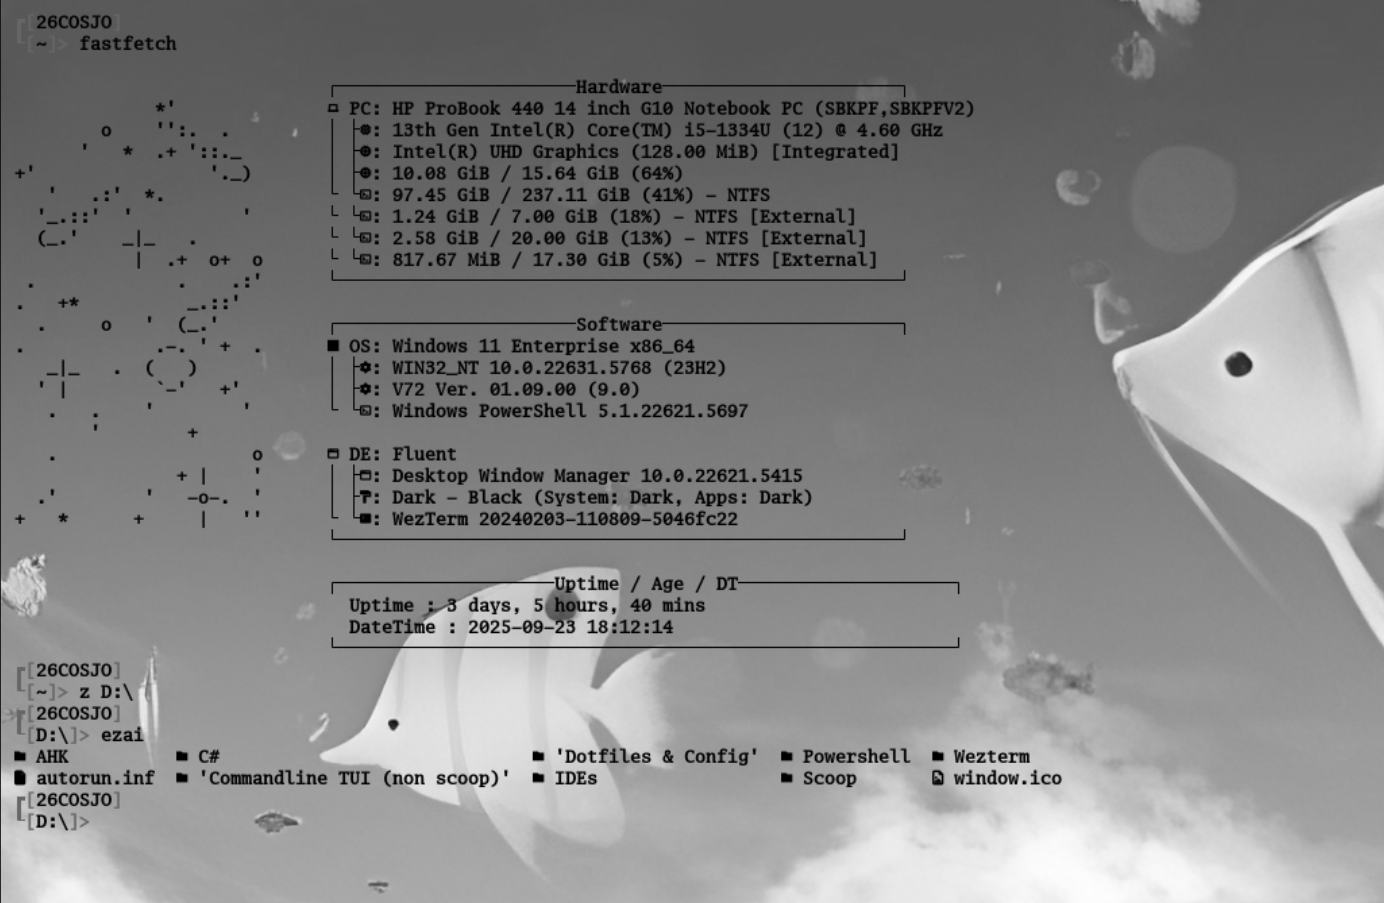 [26COSJO]
[~]> fastfetch
Hardware
PC: HP ProBook 440 14 inch G10 Notebook PC (SBKPF,SBKPFV2)
: 13th Gen Intel(R) Core(TM) i5-1334U (12) @ 4.60 GHz
: Intel(R) UHD Graphics (128.00 MiB) [Integrated]
: 10.08 GiB / 15.64 GiB (64%)
: 97.45 GiB / 237.11 GiB (41%) - NTFS
: 1.24 GiB / 7.00 GiB (18%) - NTFS [External]
: 2.58 GiB / 20.00 GiB (13%) - NTFS [External]
: 817.67 MiB / 17.30 GiB (5%) - NTFS [External]
Software
OS: Windows 11 Enterprise x86_64
: WIN32_NT 10.0.22631.5768 (23H2)
: V72 Ver. 01.09.00 (9.0)
: Windows PowerShell 5.1.22621.5697
DE: Fluent
: Desktop Window Manager 10.0.22621.5415
: Dark - Black (System: Dark, Apps: Dark)
: WezTerm 20240203-110809-5046fc22
Uptime / Age / DT
Uptime : 3 days, 5 hours, 40 mins
DateTime : 2025-09-23 18:12:14
[26COSJO]
[~]> z D:\
[26COSJO]
[D:\]> ezai
AHK C# 'Dotfiles & Config' Powershell Wezterm
autorun.inf 'Commandline TUI (non scoop)' IDEs Scoop window.ico
[26COSJO]
[D:\]>